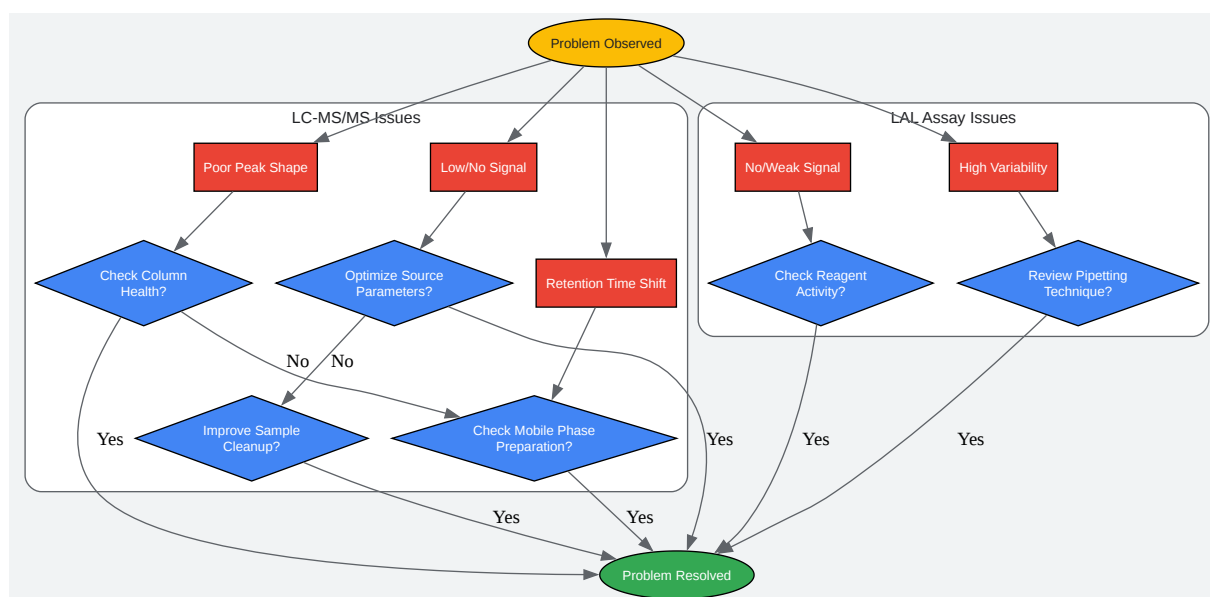 Problem Observed
LC-MS/MS Issues
LAL Assay Issues
Poor Peak Shape
Low/No Signal
No/Weak Signal
High Variability
Check Column
Health?
Optimize Source
Parameters?
Retention Time Shift
Check Reagent
Activity?
Review Pipetting
Technique?
No
No
Improve Sample
Cleanup?
Check Mobile Phase
Preparation?
Yes
Yes
Yes
Yes
Yes
Yes
Problem Resolved